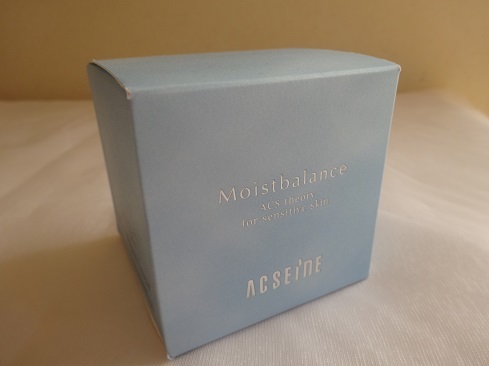 Moistbalance
ACS theory
for sensitive skin
ACSEINE